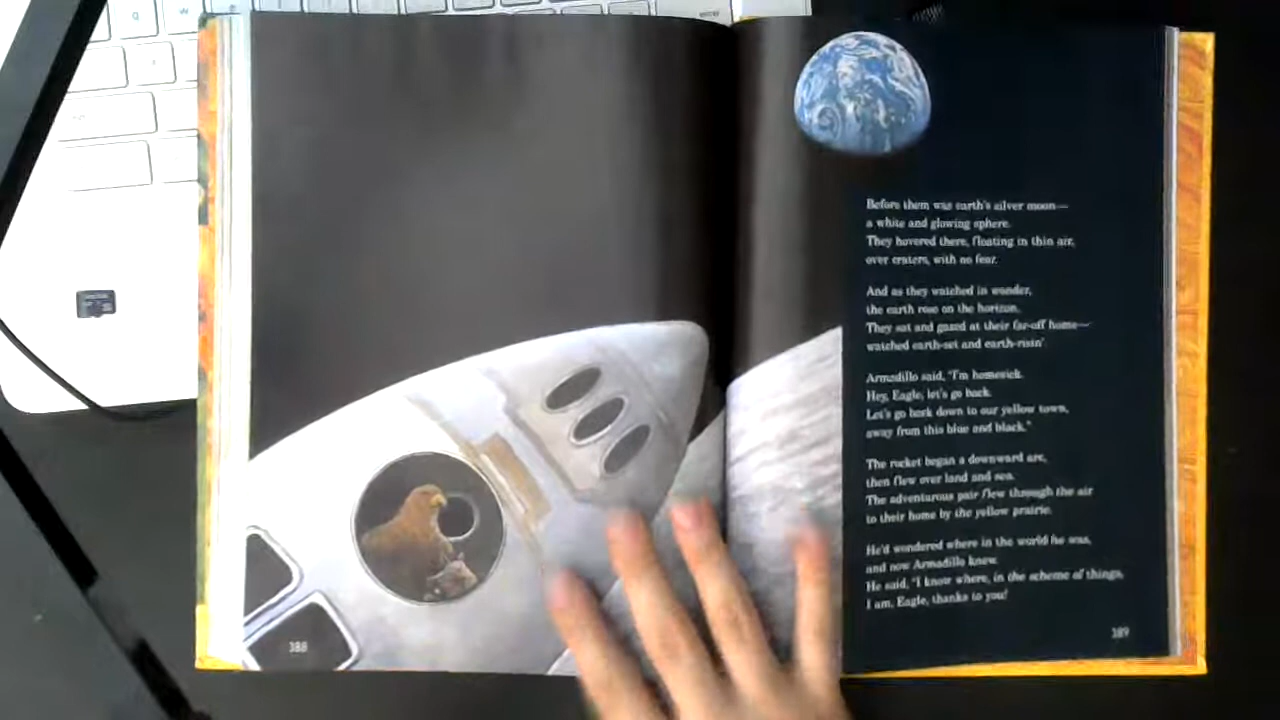 Before them was earth's silver moon—
a white and glowing sphere.
They hovered there, floating in thin air,
over craters, with no fear.
And as they watched in wonder,
the earth rose on the horizon.
They sat and gazed at their far-off home—
watched earth-set and earth-risin'
Armadillo said, "I'm homesick.
Hey, Eagle, let's go back.
Let's go back down to our yellow town,
away from this blue and black."
The rocket began a downward arc,
then flew over land and sea.
The adventurous pair flew through the air
to their home by the yellow prairie.
He'd wondered where in the world he was,
and now Armadillo knew.
He said, "I know where, in the scheme of things,
I am, Eagle, thanks to you!
388
389